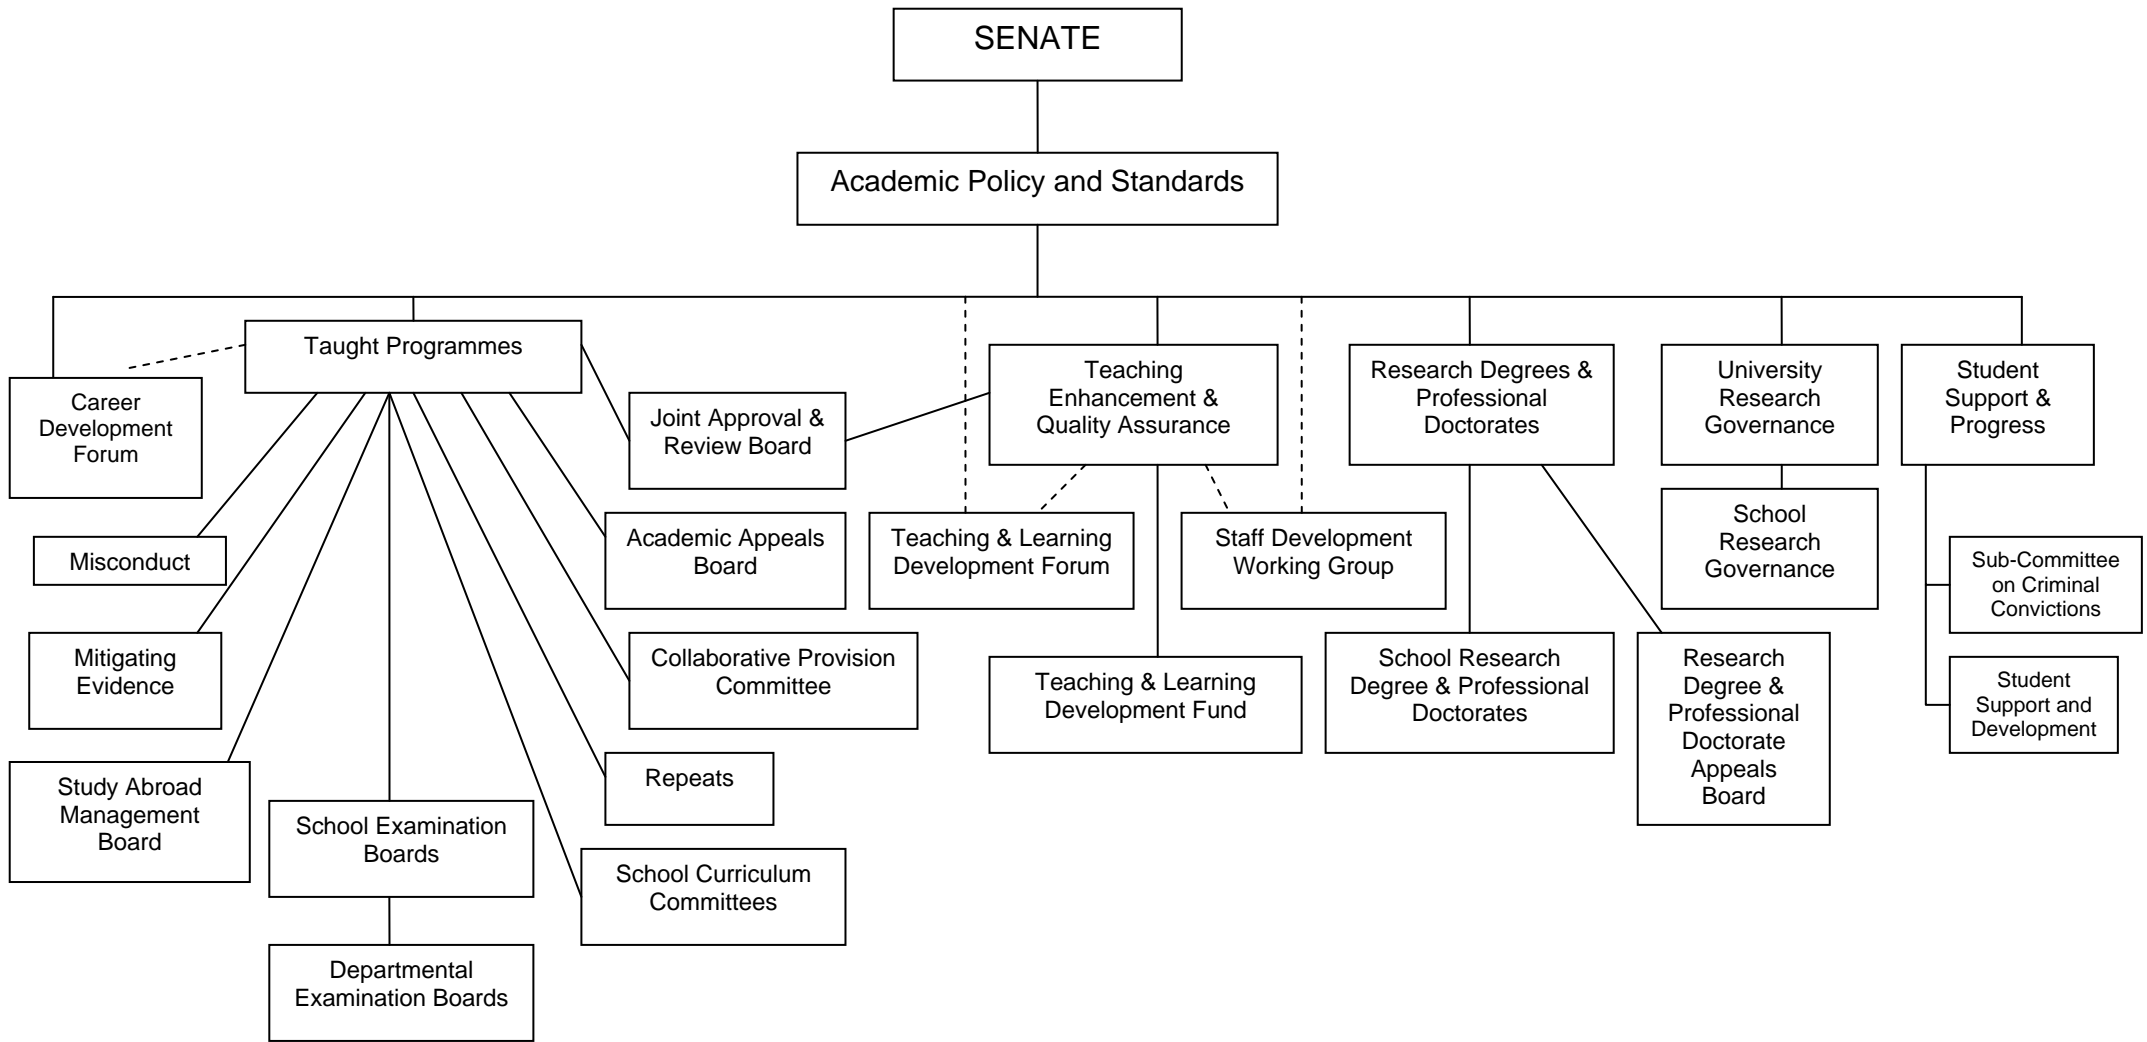 SENATE
Academic Policy and Standards
Taught Programmes
Career
Development
Forum
Joint Approval &
Review Board
Teaching
Enhancement &
Quality Assurance
Research Degrees &
Professional
Doctorates
University
Research
Governance
Student
Support &
Progress
Misconduct
Academic Appeals
Board
Teaching & Learning
Development Forum
Staff Development
Working Group
School
Research
Governance
Sub-Committee
on Criminal
Convictions
Mitigating
Evidence
Collaborative Provision
Committee
Teaching & Learning
Development Fund
School Research
Degree & Professional
Doctorates
Research
Degree &
Professional
Doctorate
Appeals
Board
Student
Support and
Development
Study Abroad
Management
Board
School Examination
Boards
Repeats
School Curriculum
Committees
Departmental
Examination Boards